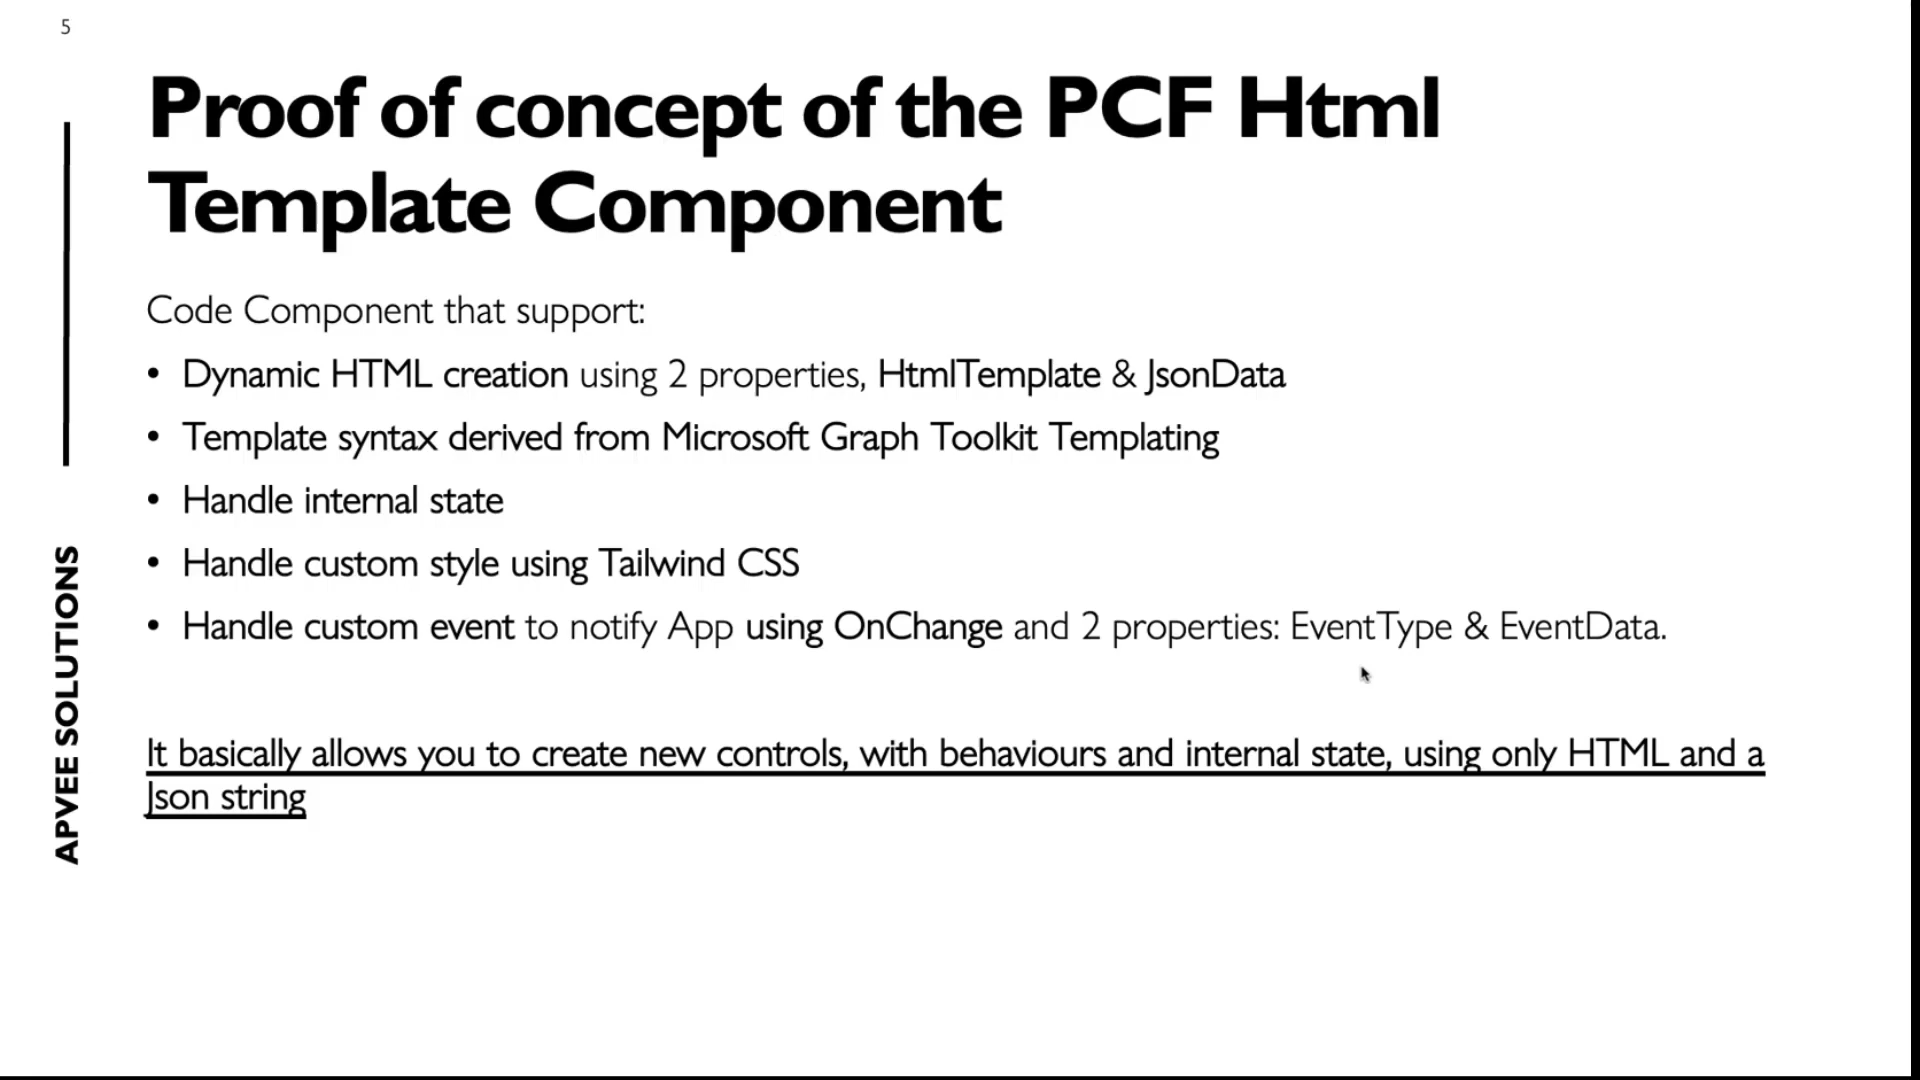 5
Proof of concept of the PCF Html
Template Component
Code Component that support:
• Dynamic HTML creation using 2 properties, HtmlTemplate & JsonData
• Template syntax derived from Microsoft Graph Toolkit Templating
• Handle internal state
• Handle custom style using Tailwind CSS
• Handle custom event to notify App using OnChange and 2 properties: EventType & EventData.
It basically allows you to create new controls, with behaviours and internal state, using only HTML and a
Json string
APVEE SOLUTIONS